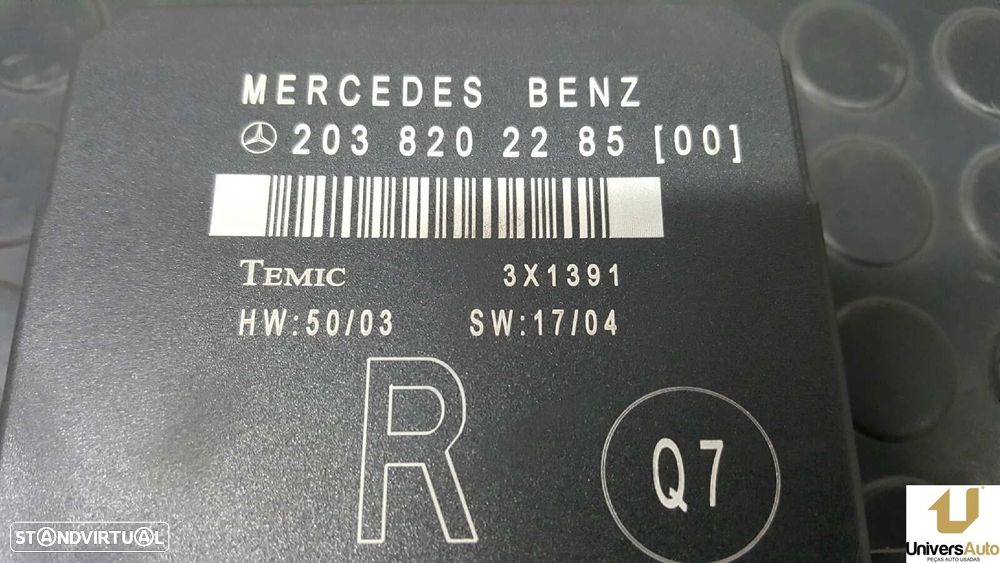 MERCEDES BENZ
203 820 22 85 [00]
TEMIC 3X1391
HW:50/03 SW:17/04
R
Q7
STANDVIRTUAL
UNIVERSAUTO
PEÇAS AUTO USADAS